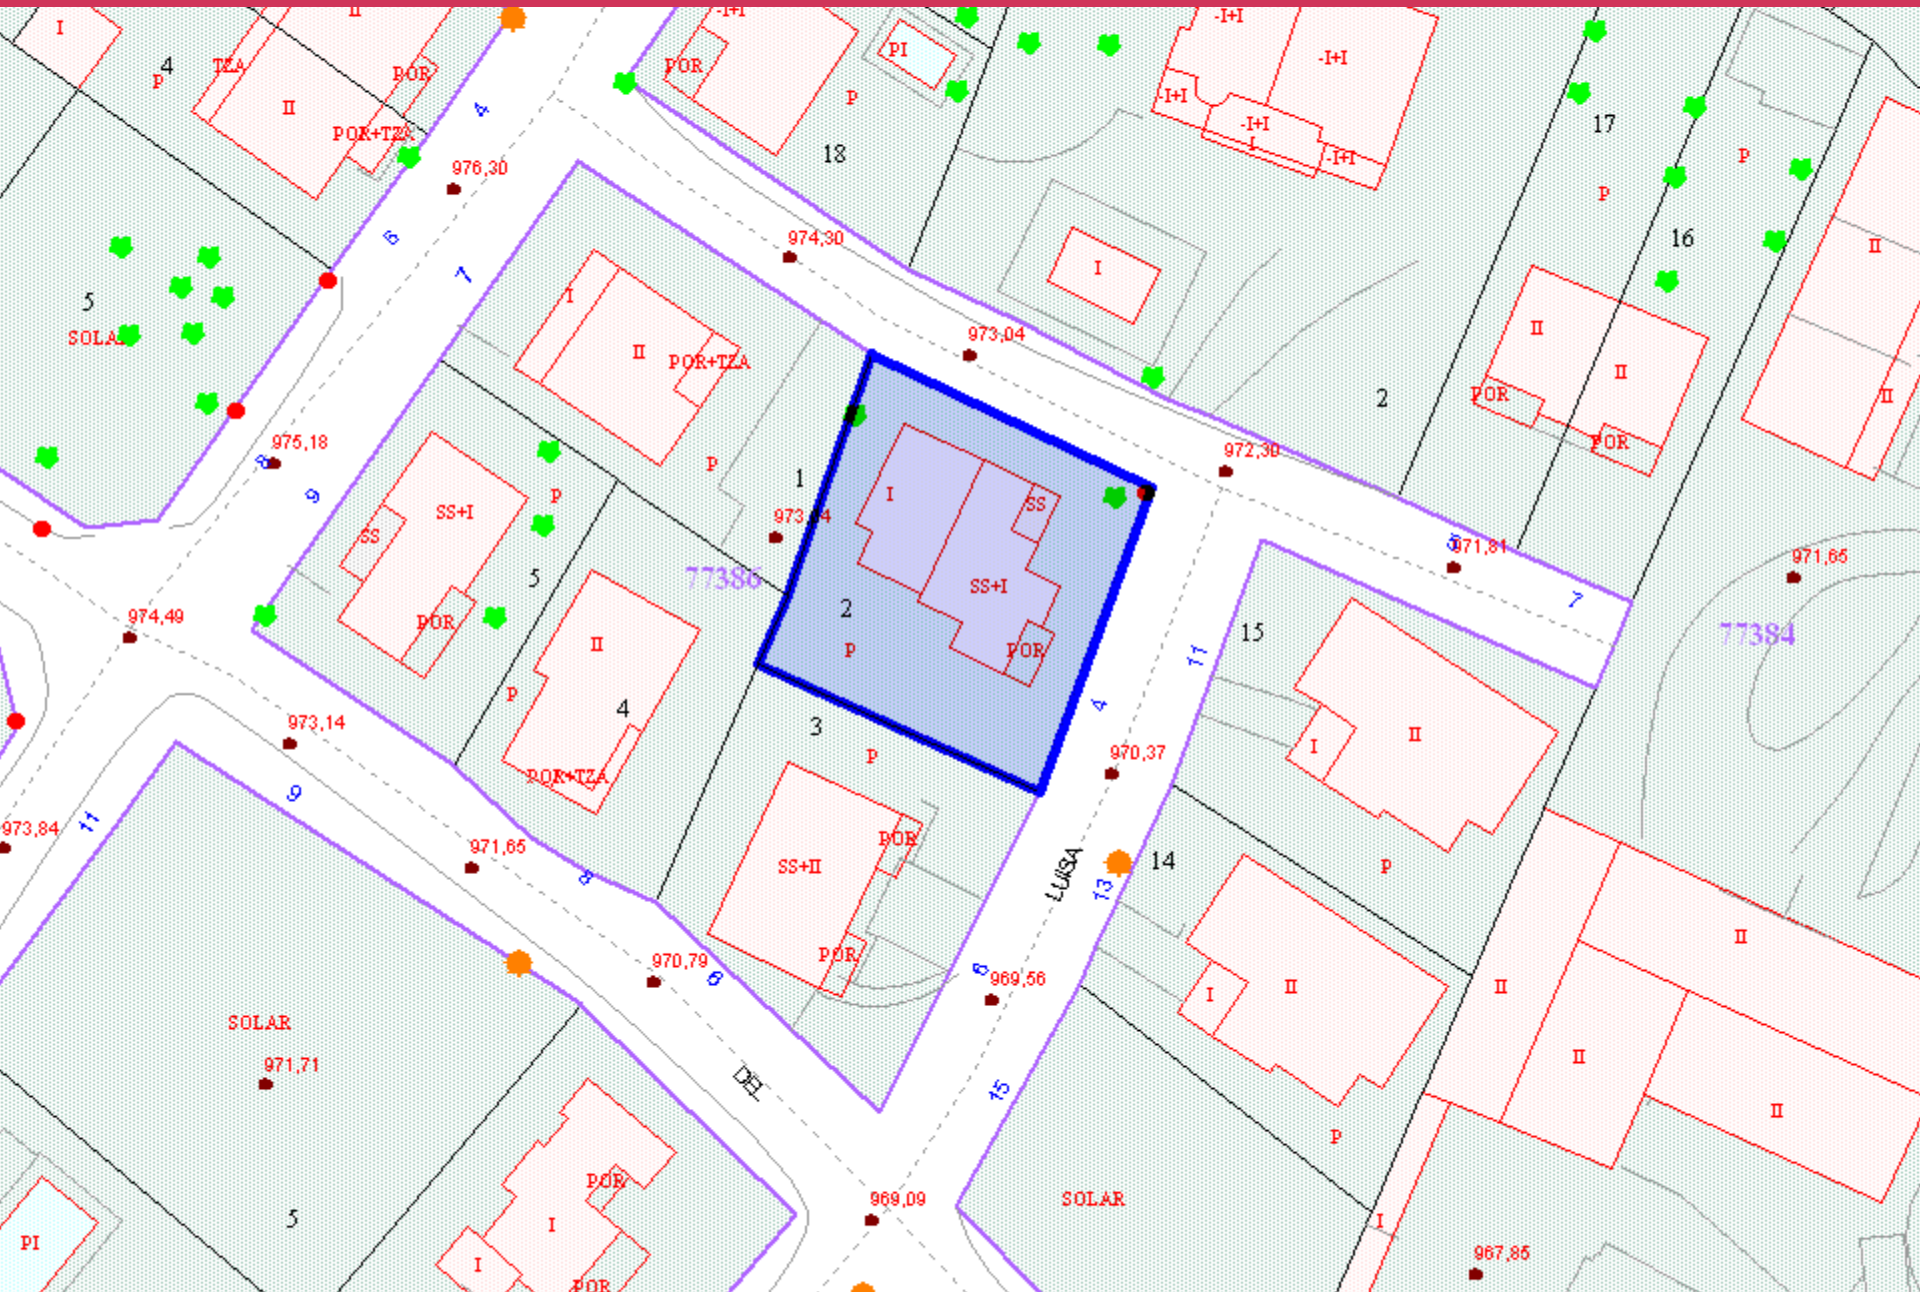 I
II
-I+I
-I+I
-I+I
4
P
TZA
POR
POR
PI
II
P
-I+I
4
17
POR+TZA
-I+I
I
-I+I
18
P
976,30
P
16
5
974,30
II
7
I
I
5
SOLAR
973,04
II
II
POR+TZA
II
II
POR
2
POR
975,18
8
972,30
9
P
P
1
I
SS
SS+I
SS
973,04
971,81
971,65
77386
5
SS+I
7
974,49
POR
2
15
77384
II
P
POR
11
P
4
4
973,14
3
P
II
I
970,37
POR+TZA
9
11
973,84
971,65
SS+II
POR
LUISA
14
P
8
13
II
970,79
6
POR
6
969,56
I
II
II
SOLAR
II
971,71
DEL
15
II
P
POR
969,09
SOLAR
5
I
I
PI
I
967,85
POR